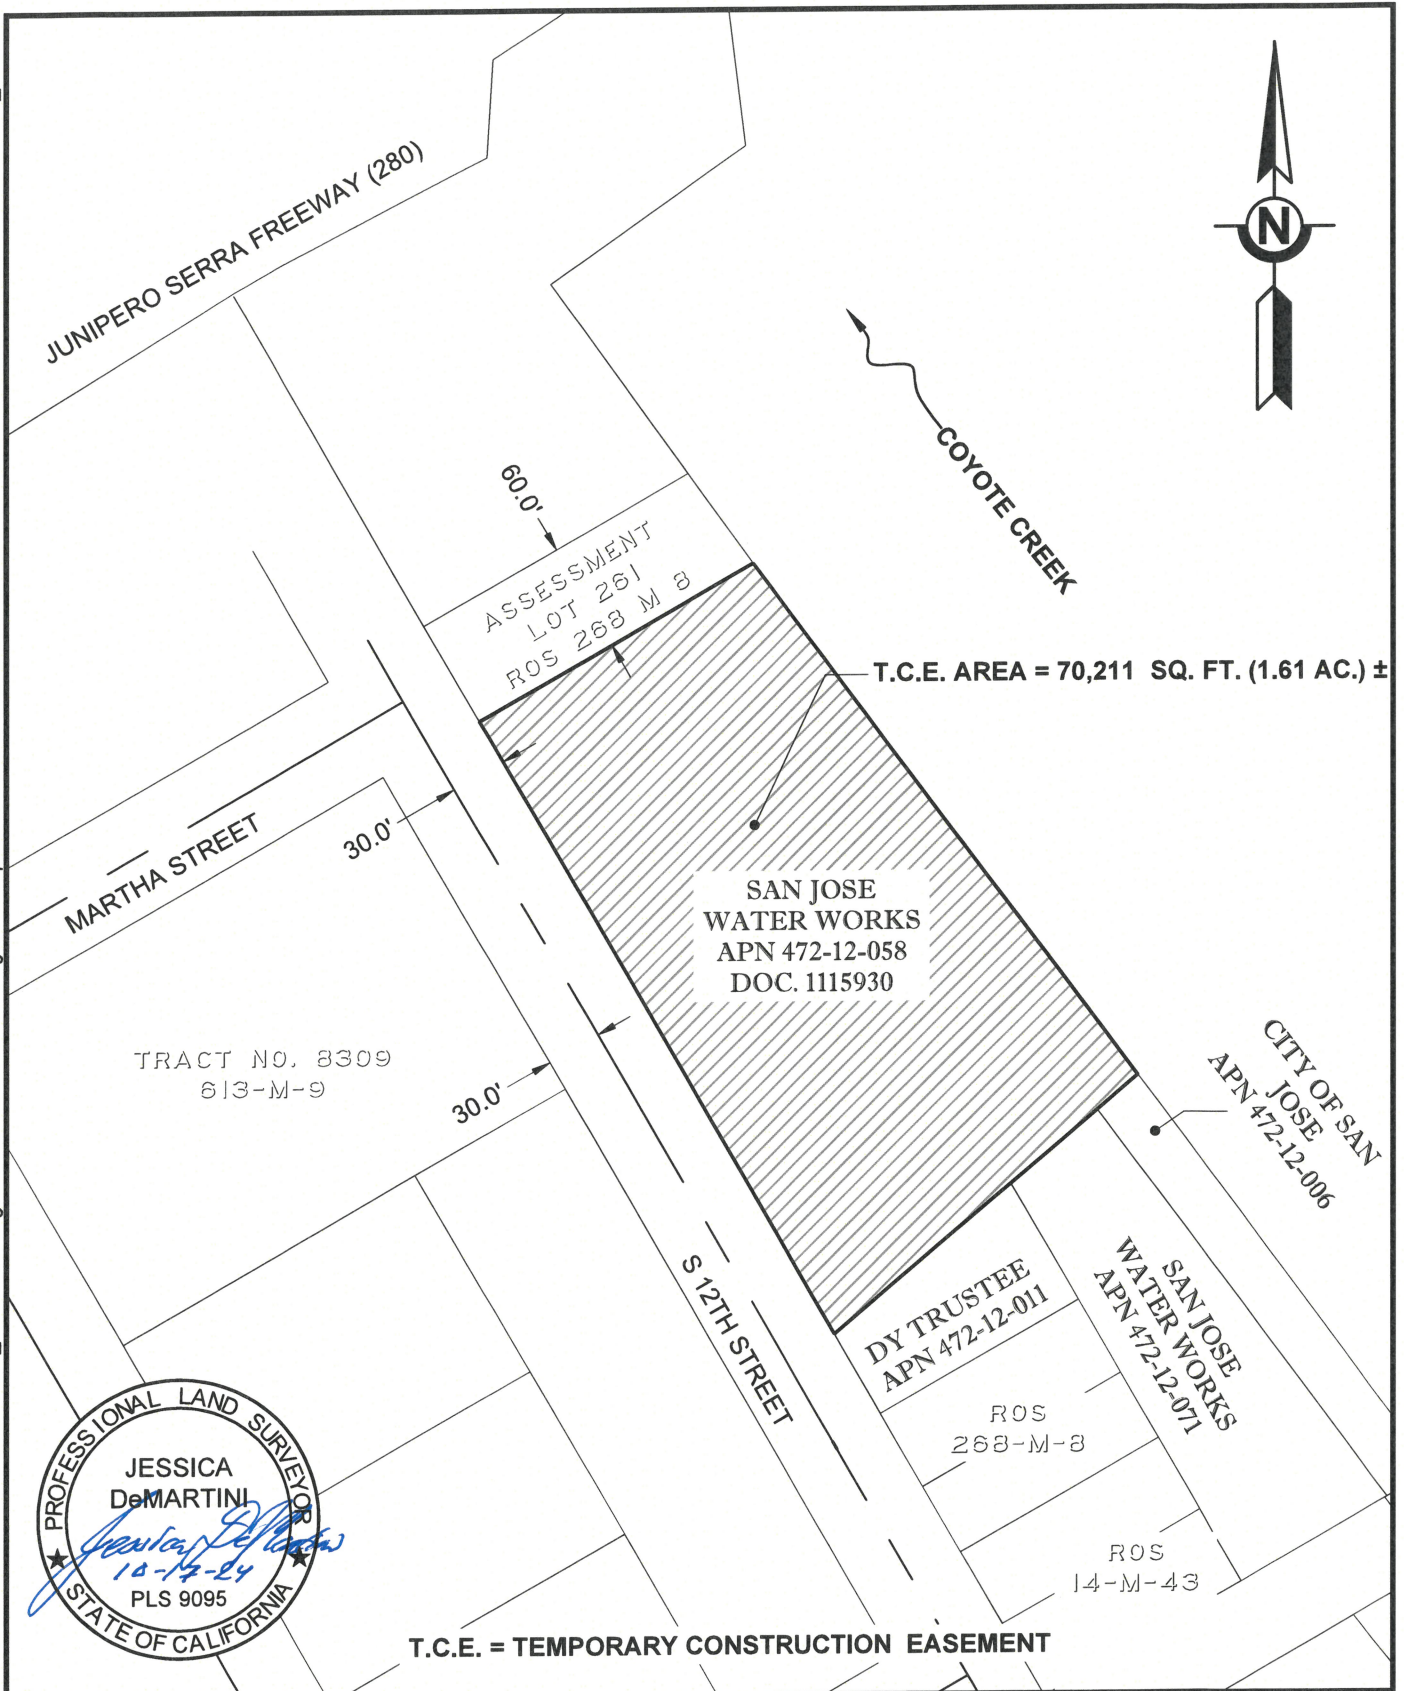 JUNIPERO SERRA FREEWAY (280)
N
COYOTE CREEK
60.0'
ASSESSMENT
LOT 261
ROS 268 M 8
T.C.E. AREA = 70,211 SQ. FT. (1.61 AC.) ±
MARTHA STREET
30.0'
SAN JOSE
WATER WORKS
APN 472-12-058
DOC. 1115930
TRACT NO. 8309
613-M-9
30.0'
CITY OF SAN
JOSE
APN 472-12-006
S 12TH STREET
DY TRUSTEE
APN 472-12-011
SAN JOSE
WATER WORKS
APN 472-12-071
ROS
268-M-8
ROS
14-M-43
PROFESSIONAL LAND SURVEYOR
JESSICA
DeMARTINI
Jessica DeMartini
10-17-24
PLS 9095
STATE OF CALIFORNIA
T.C.E. = TEMPORARY CONSTRUCTION EASEMENT